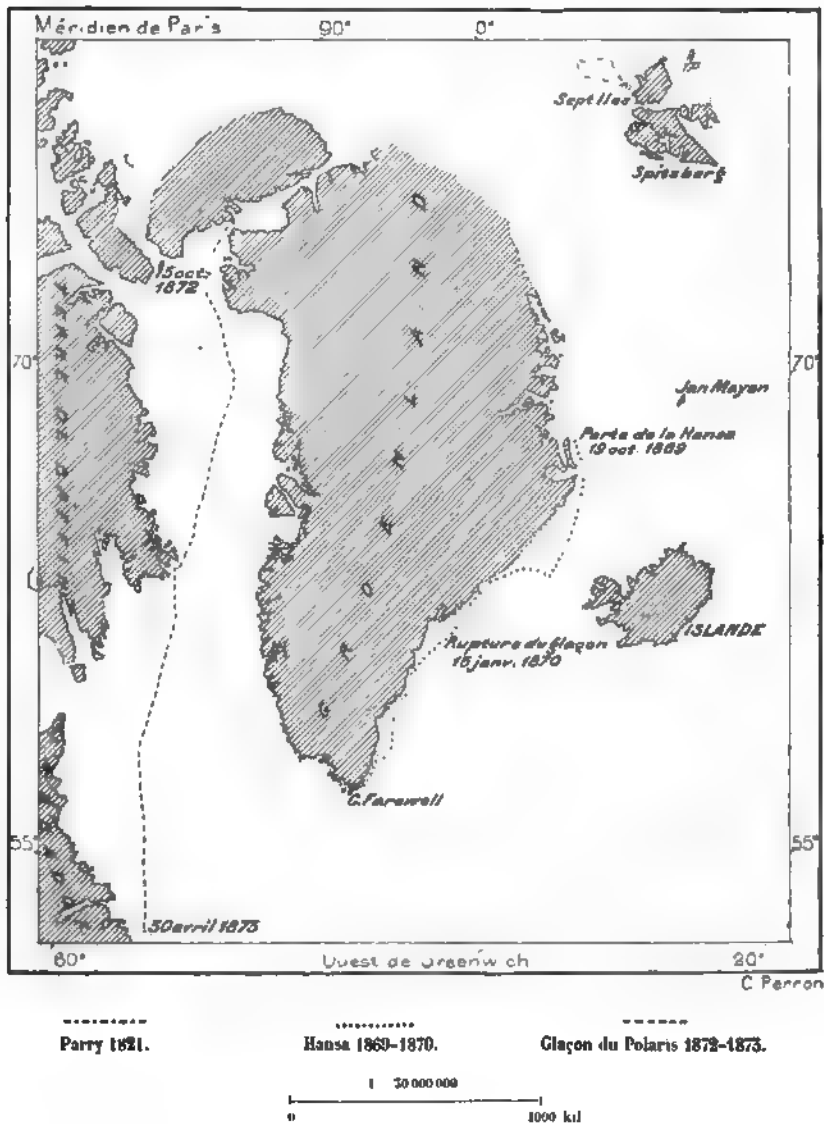 Méridien de Paris
90° 0°
Sept Iles
Spitzberg
15 oct.
1872
70° 70°
Jan Mayen
Perte de la Hansa
19 oct. 1869
ISLANDE
Rupture du glaçon
15 janv. 1870
C. Farewell
55° 55°
30 avril 1873
60° Ouest de Greenwich 20°
C. Perron
Parry 1821. Hansa 1869-1870. Glaçon du Polaris 1872-1873.
1 30 000 000
0 1000 kil
GROENLAND